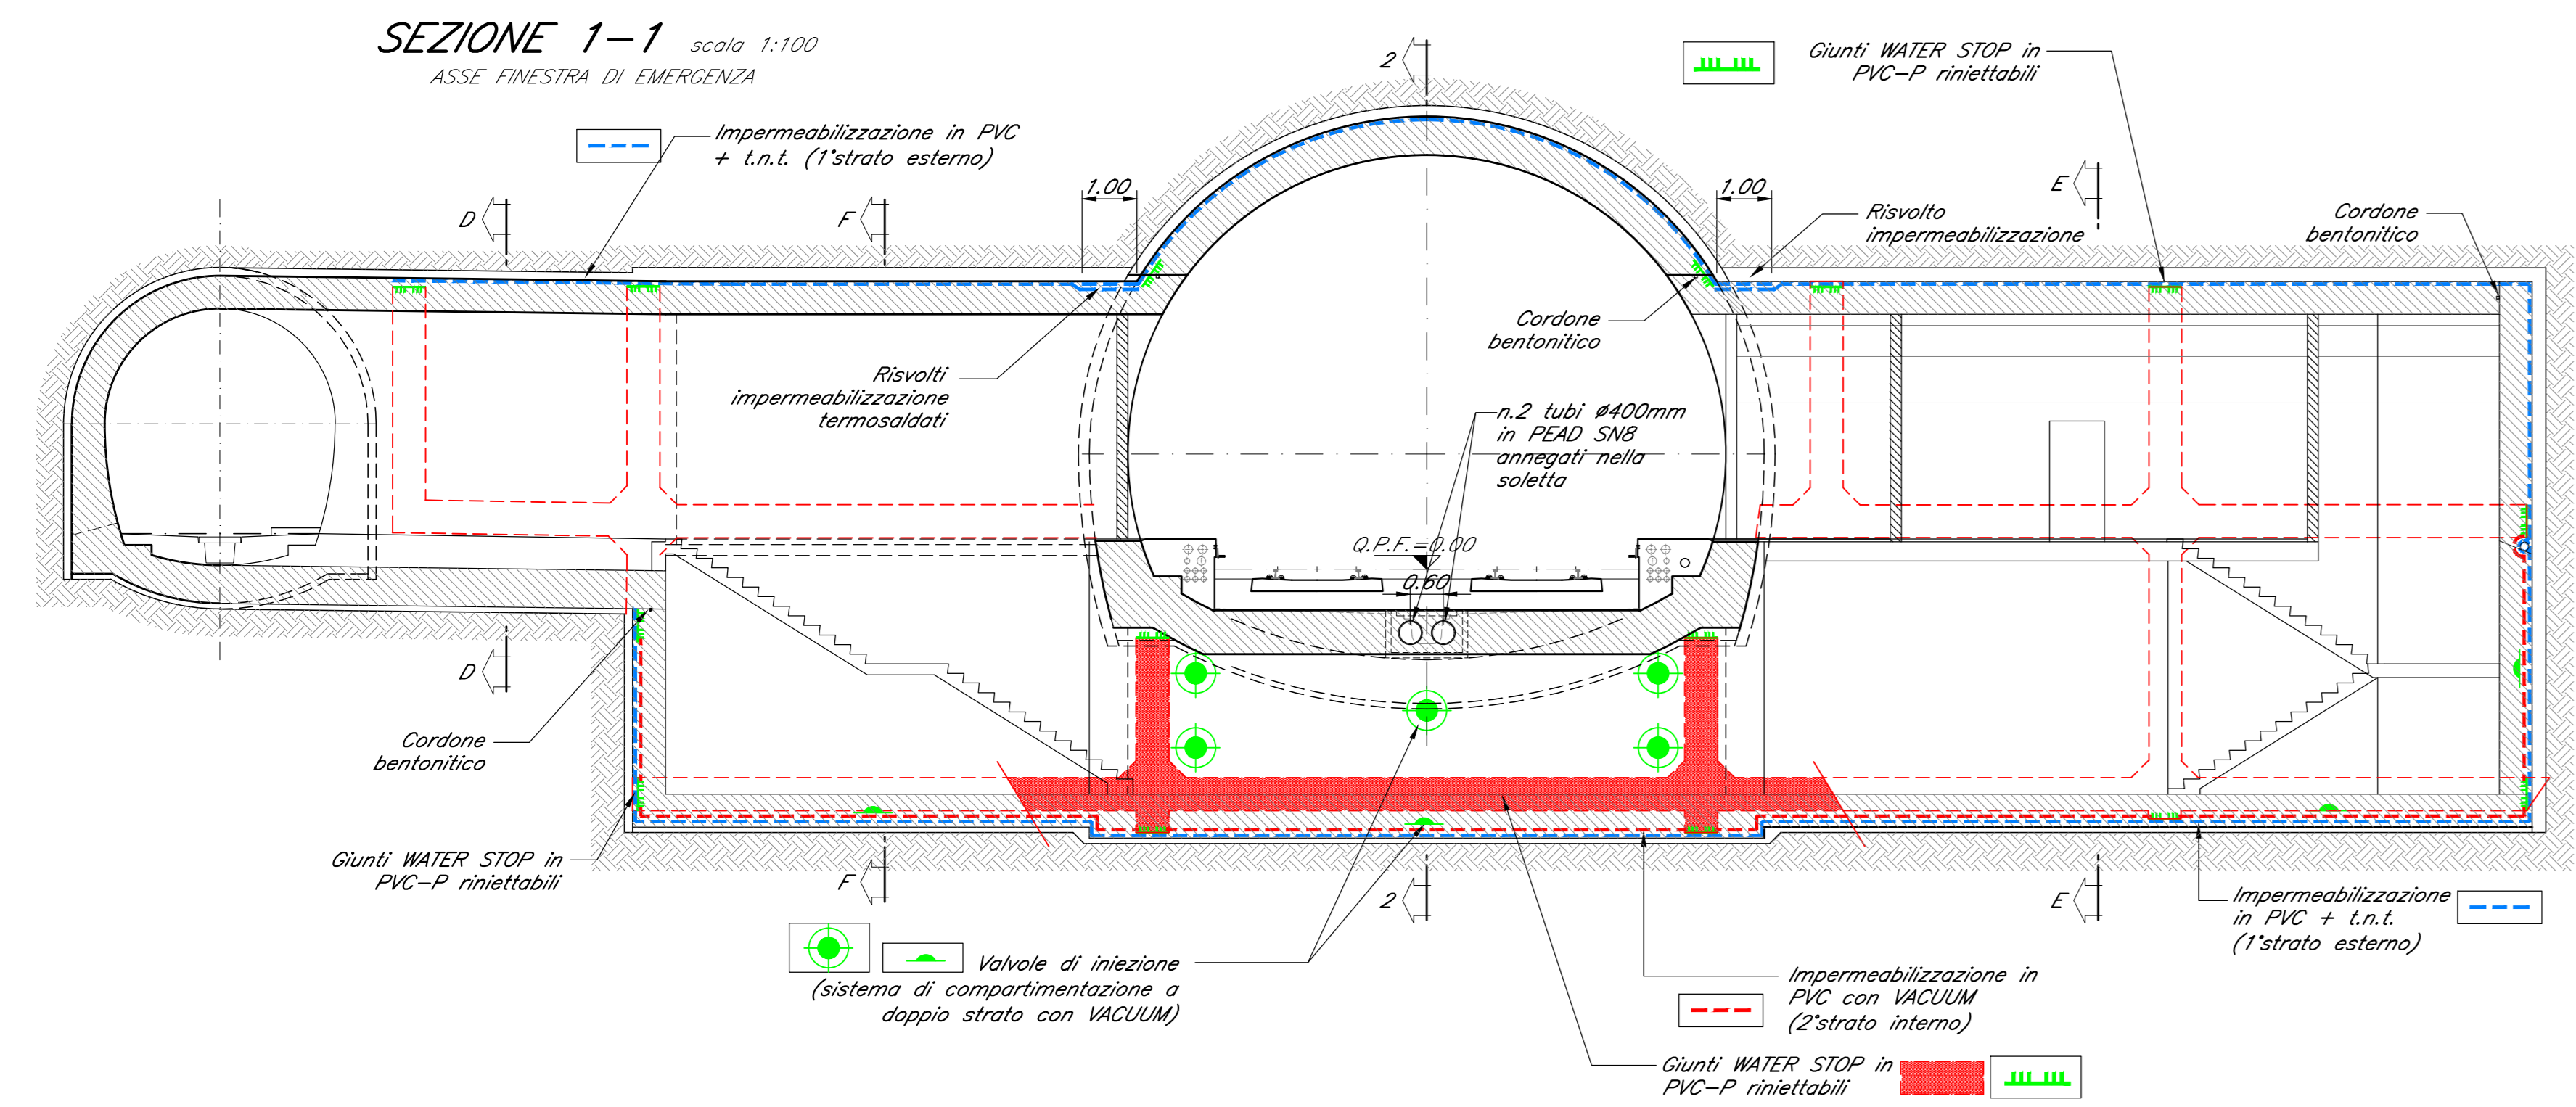 SEZIONE 1-1 scala 1:100
ASSE FINESTRA DI EMERGENZA
2
Giunti WATER STOP in
PVC-P riniettabili
Impermeabilizzazione in PVC
+ t.n.t. (1°strato esterno)
D
F
1.00
1.00
E
Risvolto
impermeabilizzazione
Cordone
bentonitico
Cordone
bentonitico
Risvolti
impermeabilizzazione
termosaldati
n.2 tubi ø400mm
in PEAD SN8
annegati nella
soletta
Q.P.F.=0.00
0.60
D
Cordone
bentonitico
Giunti WATER STOP in
PVC-P riniettabili
F
2
E
Impermeabilizzazione
in PVC + t.n.t.
(1°strato esterno)
Valvole di iniezione
(sistema di compartimentazione a
doppio strato con VACUUM)
Impermeabilizzazione in
PVC con VACUUM
(2°strato interno)
Giunti WATER STOP in
PVC-P riniettabili